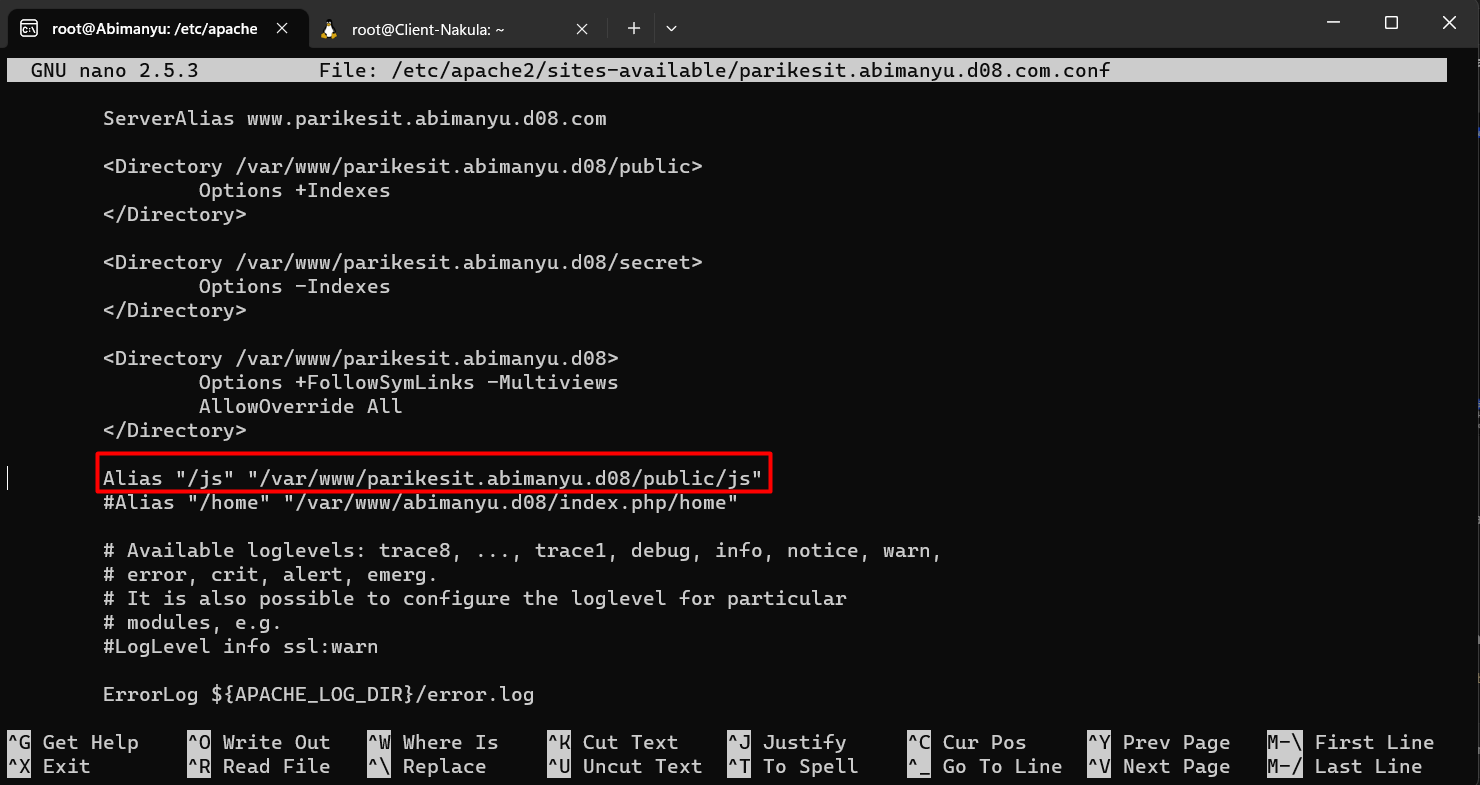 root@Abimanyu: /etc/apache
root@Client-Nakula: ~
GNU nano 2.5.3 File: /etc/apache2/sites-available/parikesit.abimanyu.d08.com.conf
ServerAlias www.parikesit.abimanyu.d08.com
<Directory /var/www/parikesit.abimanyu.d08/public>
Options +Indexes
</Directory>
<Directory /var/www/parikesit.abimanyu.d08/secret>
Options -Indexes
</Directory>
<Directory /var/www/parikesit.abimanyu.d08>
Options +FollowSymLinks -Multiviews
AllowOverride All
</Directory>
Alias "/js" "/var/www/parikesit.abimanyu.d08/public/js"
#Alias "/home" "/var/www/abimanyu.d08/index.php/home"
# Available loglevels: trace8, ..., trace1, debug, info, notice, warn,
# error, crit, alert, emerg.
# It is also possible to configure the loglevel for particular
# modules, e.g.
#LogLevel info ssl:warn
ErrorLog ${APACHE_LOG_DIR}/error.log
^G Get Help ^O Write Out ^W Where Is ^K Cut Text ^J Justify ^C Cur Pos ^Y Prev Page M-\ First Line
^X Exit ^R Read File ^\ Replace ^U Uncut Text ^T To Spell ^_ Go To Line ^V Next Page M-/ Last Line